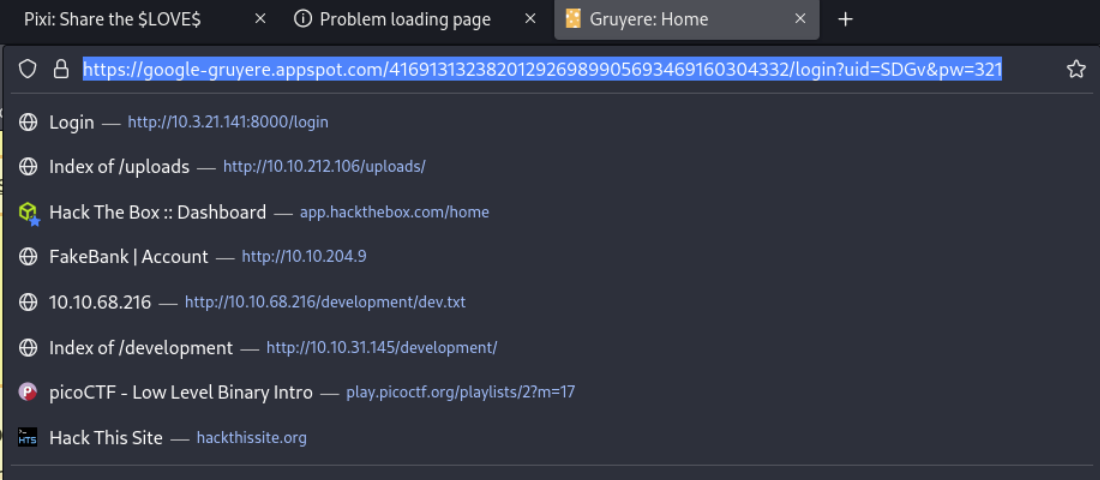 Pixi: Share the $LOVE$ Problem loading page Gruyere: Home
https://google-gruyere.appspot.com/416913132382012926989905693469160304332/login?uid=SDGv&pw=321
Login — http://10.3.21.141:8000/login
Index of /uploads — http://10.10.212.106/uploads/
Hack The Box :: Dashboard — app.hackthebox.com/home
FakeBank | Account — http://10.10.204.9
10.10.68.216 — http://10.10.68.216/development/dev.txt
Index of /development — http://10.10.31.145/development/
picoCTF - Low Level Binary Intro — play.picoctf.org/playlists/2?m=17
HTS Hack This Site — hackthissite.org